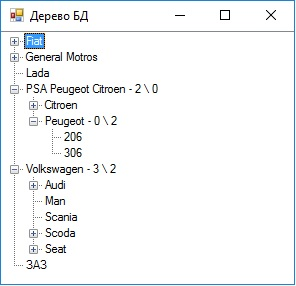 Дерево БД
Fiat
General Motros
Lada
PSA Peugeot Citroen - 2 \ 0
Citroen
Peugeot - 0 \ 2
206
306
Volkswagen - 3 \ 2
Audi
Man
Scania
Scoda
Seat
ЗАЗ